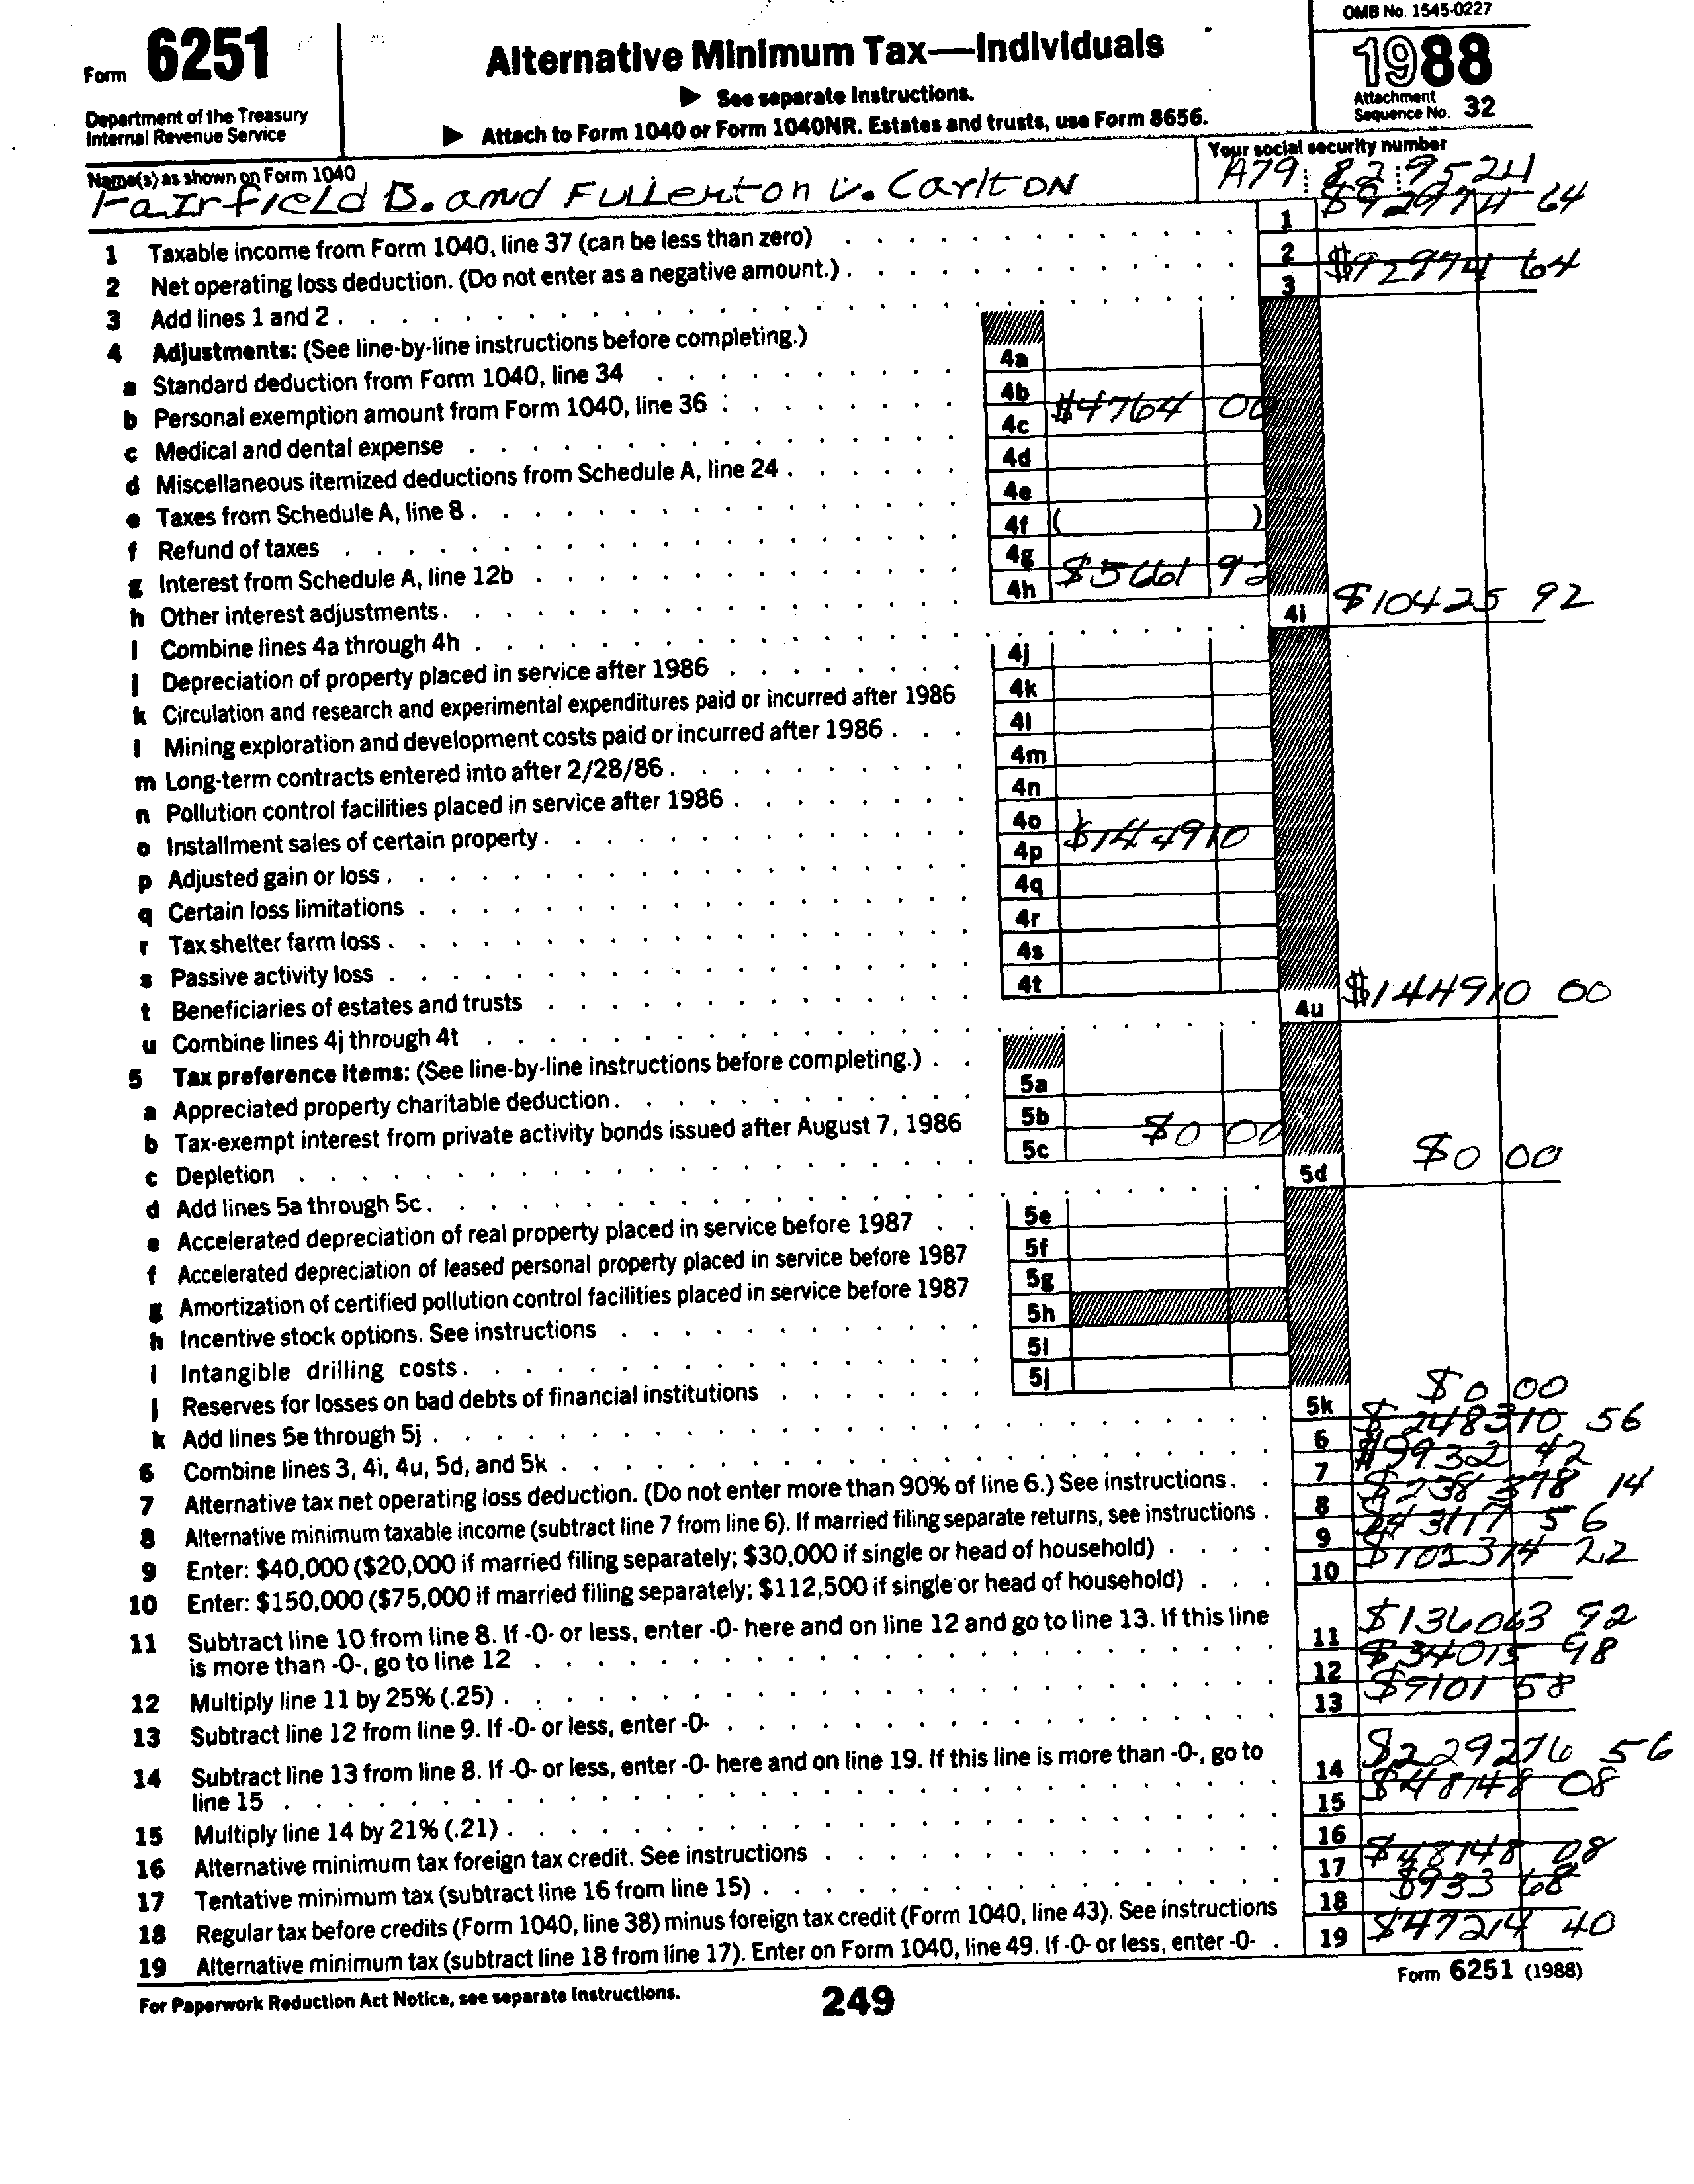 OMB No. 1545-0227
Form 6251
Department of the Treasury
Internal Revenue Service
Alternative Minimum Tax—Individuals
▶ See separate Instructions.
▶ Attach to Form 1040 or Form 1040NR. Estates and trusts, use Form 8656.
1988
Attachment
Sequence No. 32
Name(s) as shown on Form 1040
Fairfield B. and Fullerton V. Carlton
Your social security number
A79 82 9524
1 Taxable income from Form 1040, line 37 (can be less than zero) 1 $92974 64
2 Net operating loss deduction. (Do not enter as a negative amount.) 2
3 Add lines 1 and 2 3 $92974 64
4 Adjustments: (See line-by-line instructions before completing.)
a Standard deduction from Form 1040, line 34 4a
b Personal exemption amount from Form 1040, line 36 4b
c Medical and dental expense 4c $4764 00
d Miscellaneous itemized deductions from Schedule A, line 24 4d
e Taxes from Schedule A, line 8 4e
f Refund of taxes 4f ( )
g Interest from Schedule A, line 12b 4g
h Other interest adjustments 4h $5661 92
i Combine lines 4a through 4h 4i $10425 92
j Depreciation of property placed in service after 1986 4j
k Circulation and research and experimental expenditures paid or incurred after 1986 4k
l Mining exploration and development costs paid or incurred after 1986 4l
m Long-term contracts entered into after 2/28/86 4m
n Pollution control facilities placed in service after 1986 4n
o Installment sales of certain property 4o
p Adjusted gain or loss 4p $144910
q Certain loss limitations 4q
r Tax shelter farm loss 4r
s Passive activity loss 4s
t Beneficiaries of estates and trusts 4t
u Combine lines 4j through 4t 4u $144910 00
5 Tax preference items: (See line-by-line instructions before completing.)
a Appreciated property charitable deduction 5a
b Tax-exempt interest from private activity bonds issued after August 7, 1986 5b
c Depletion 5c $0 00
d Add lines 5a through 5c 5d $0 00
e Accelerated depreciation of real property placed in service before 1987 5e
f Accelerated depreciation of leased personal property placed in service before 1987 5f
g Amortization of certified pollution control facilities placed in service before 1987 5g
h Incentive stock options. See instructions 5h
i Intangible drilling costs 5i
j Reserves for losses on bad debts of financial institutions 5j
k Add lines 5e through 5j 5k $0 00
6 Combine lines 3, 4i, 4u, 5d, and 5k 6 $248310 56
7 Alternative tax net operating loss deduction. (Do not enter more than 90% of line 6.) See instructions 7 $9932 42
8 Alternative minimum taxable income (subtract line 7 from line 6). If married filing separate returns, see instructions 8 $238378 14
9 Enter: $40,000 ($20,000 if married filing separately; $30,000 if single or head of household) 9 $43117 56
10 Enter: $150,000 ($75,000 if married filing separately; $112,500 if single or head of household) 10 $102314 22
11 Subtract line 10 from line 8. If -0- or less, enter -0- here and on line 12 and go to line 13. If this line
is more than -0-, go to line 12 11 $136063 92
12 Multiply line 11 by 25% (.25) 12 $34015 98
13 Subtract line 12 from line 9. If -0- or less, enter -0- 13 $9101 58
14 Subtract line 13 from line 8. If -0- or less, enter -0- here and on line 19. If this line is more than -0-, go to
line 15 14 $229276 56
15 Multiply line 14 by 21% (.21) 15 $48148 08
16 Alternative minimum tax foreign tax credit. See instructions 16
17 Tentative minimum tax (subtract line 16 from line 15) 17 $48148 08
18 Regular tax before credits (Form 1040, line 38) minus foreign tax credit (Form 1040, line 43). See instructions 18 $933 68
19 Alternative minimum tax (subtract line 18 from line 17). Enter on Form 1040, line 49. If -0- or less, enter -0- 19 $47214 40
For Paperwork Reduction Act Notice, see separate Instructions.
249
Form 6251 (1988)